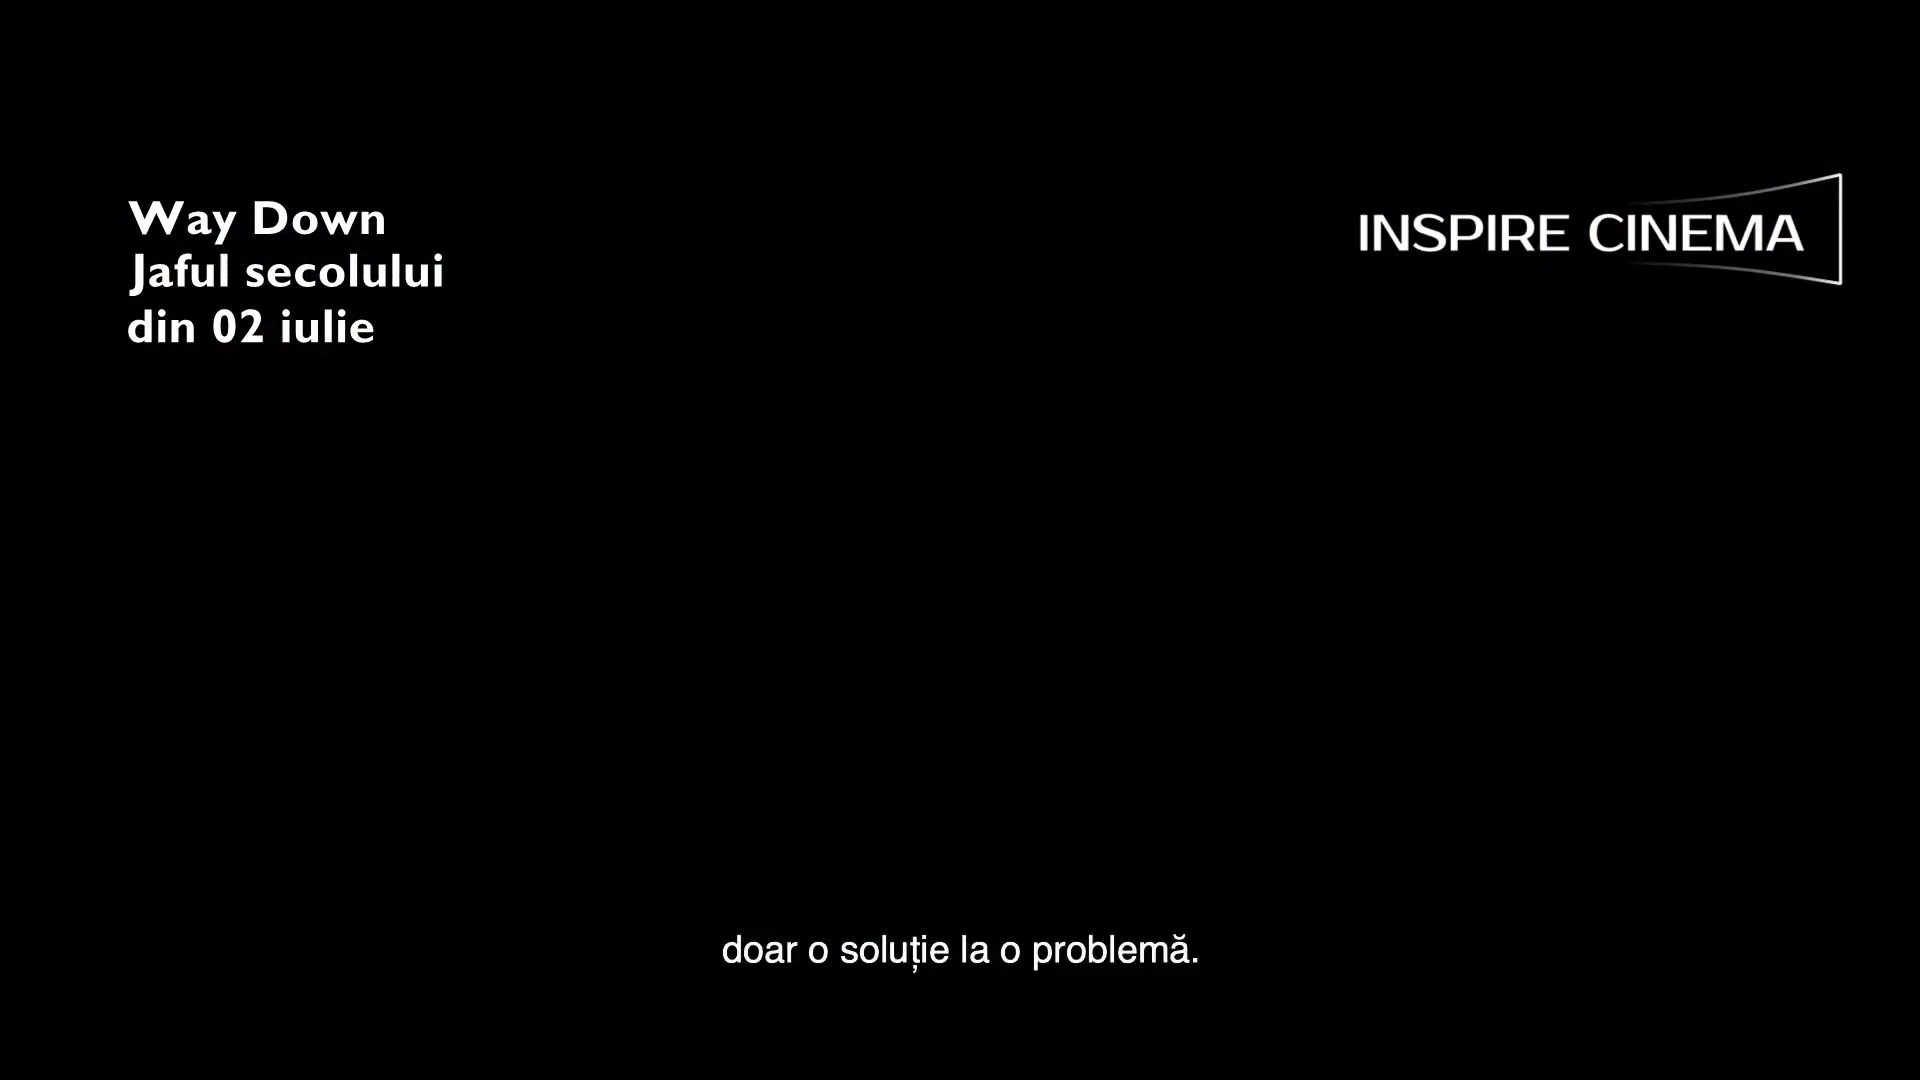 Way Down
Jaful secolului
din 02 iulie
INSPIRE CINEMA
doar o soluție la o problemă.